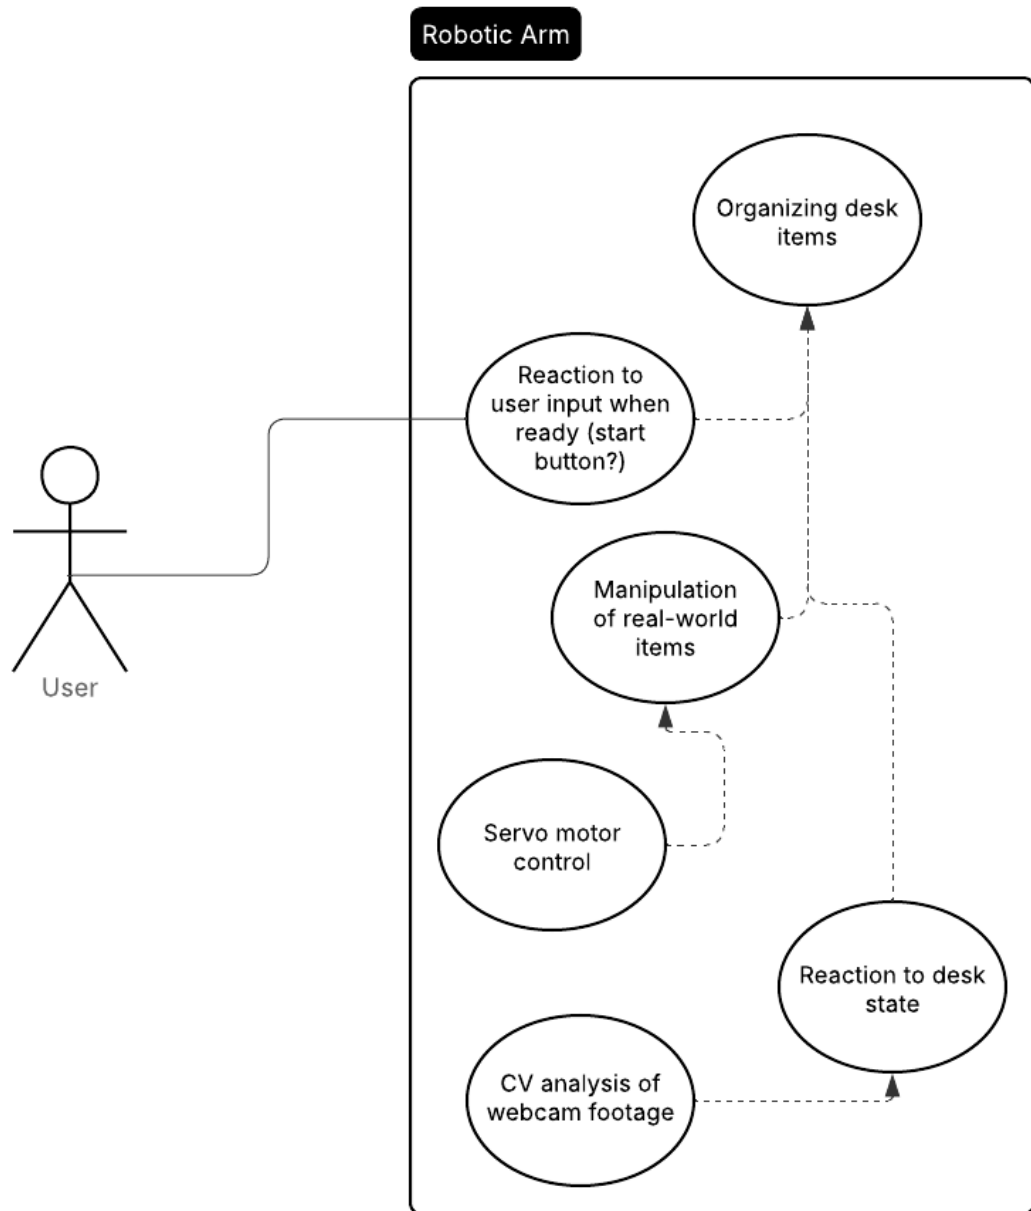 Robotic Arm
Organizing desk
items
Reaction to
user input when
ready (start
button?)
Manipulation
of real-world
items
User
Servo motor
control
Reaction to desk
state
CV analysis of
webcam footage